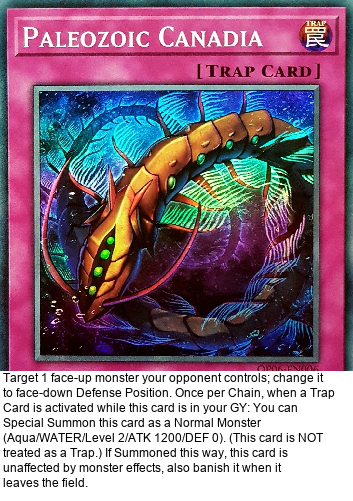 PALEOZOIC CANADIA
TRAP
罠
[TRAP CARD]
OP06-EN006
Target 1 face-up monster your opponent controls; change it
to face-down Defense Position. Once per Chain, when a Trap
Card is activated while this card is in your GY: You can
Special Summon this card as a Normal Monster
(Aqua/WATER/Level 2/ATK 1200/DEF 0). (This card is NOT
treated as a Trap.) If Summoned this way, this card is
unaffected by monster effects, also banish it when it
leaves the field.